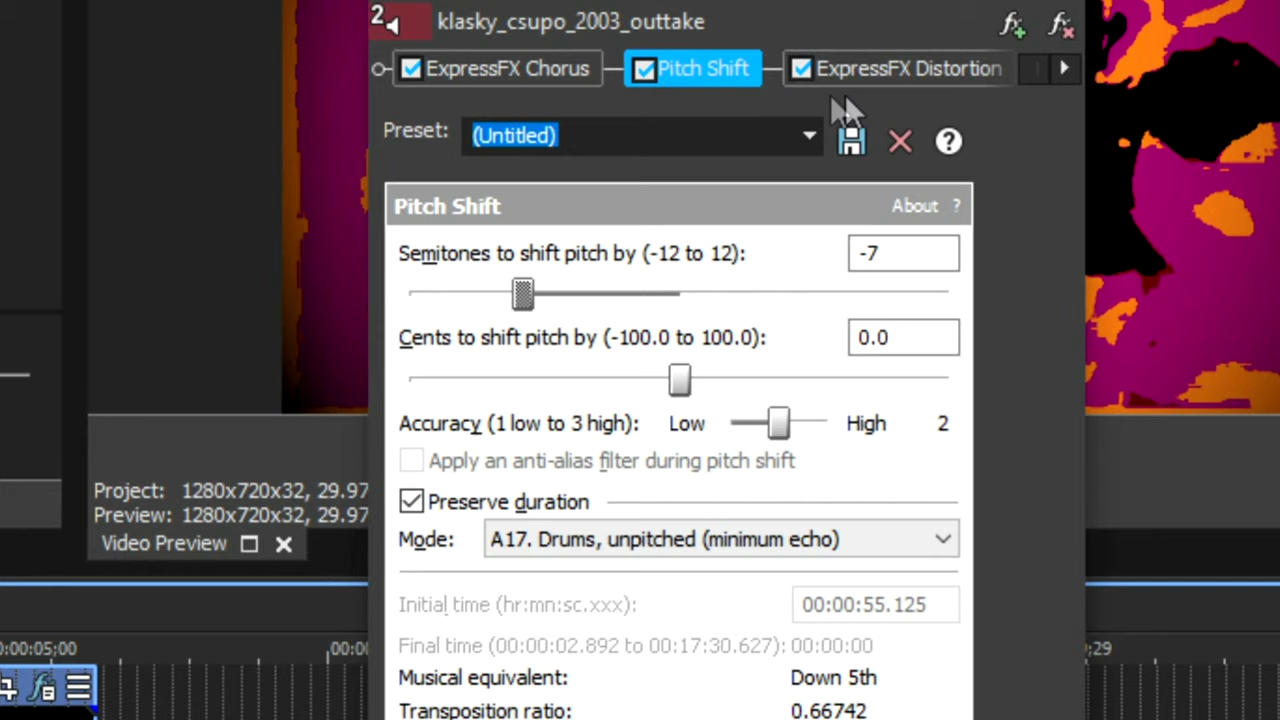 2
klasky_csupo_2003_outtake
ExpressFX Chorus
Pitch Shift
ExpressFX Distortion
Preset:
(Untitled)
Pitch Shift
About ?
Semitones to shift pitch by (-12 to 12):
-7
Cents to shift pitch by (-100.0 to 100.0):
0.0
Accuracy (1 low to 3 high):
Low
High
2
Apply an anti-alias filter during pitch shift
Preserve duration
Mode:
A17. Drums, unpitched (minimum echo)
Initial time (hr:mn:sc.xxx):
00:00:55.125
Final time (00:00:02.892 to 00:17:30.627): 00:00:00
Musical equivalent:
Down 5th
Transposition ratio:
0.66742
Project: 1280x720x32, 29.97
Preview: 1280x720x32, 29.97
Video Preview
0:00:05;00
00:00
;29